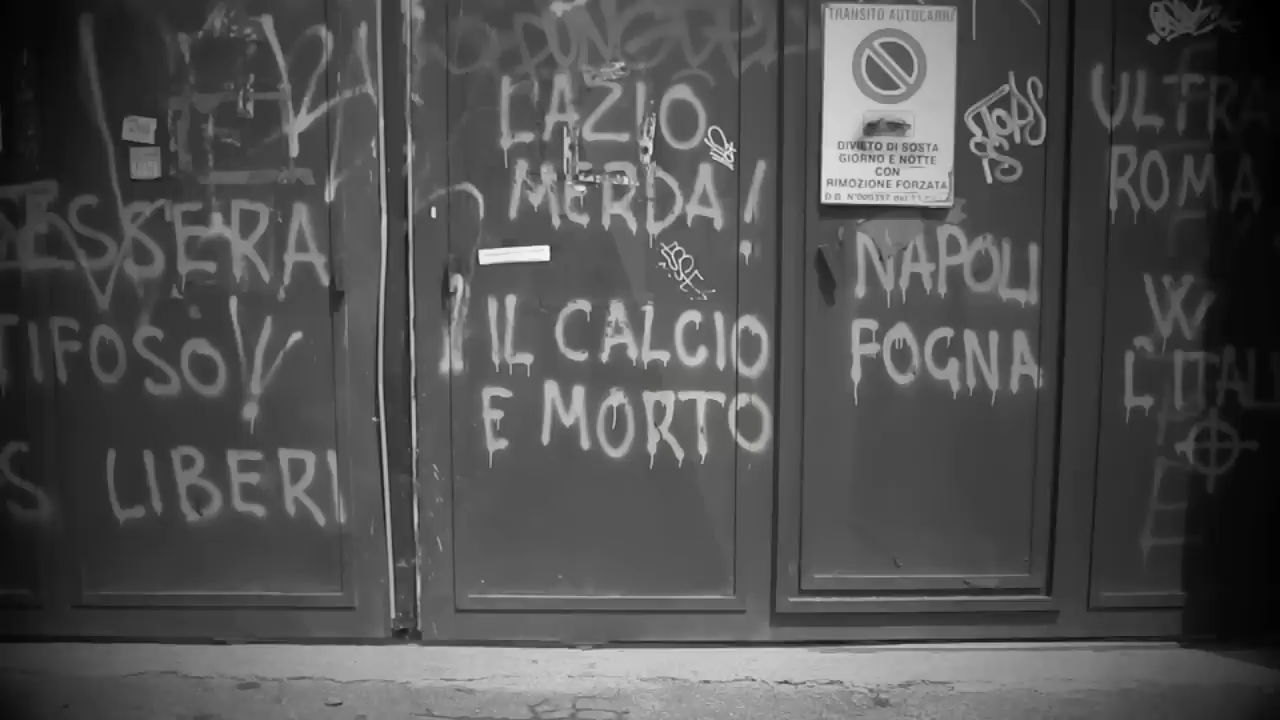 TESSERA
TIFOSO
S LIBERI
LAZIO
MERDA!
IL CALCIO
E MORTO
TRANSITO AUTOCARRI
DIVIETO DI SOSTA
GIORNO E NOTTE
CON
RIMOZIONE FORZATA
NAPOLI
FOGNA
ULTRA
ROMA
W
L'ITAL